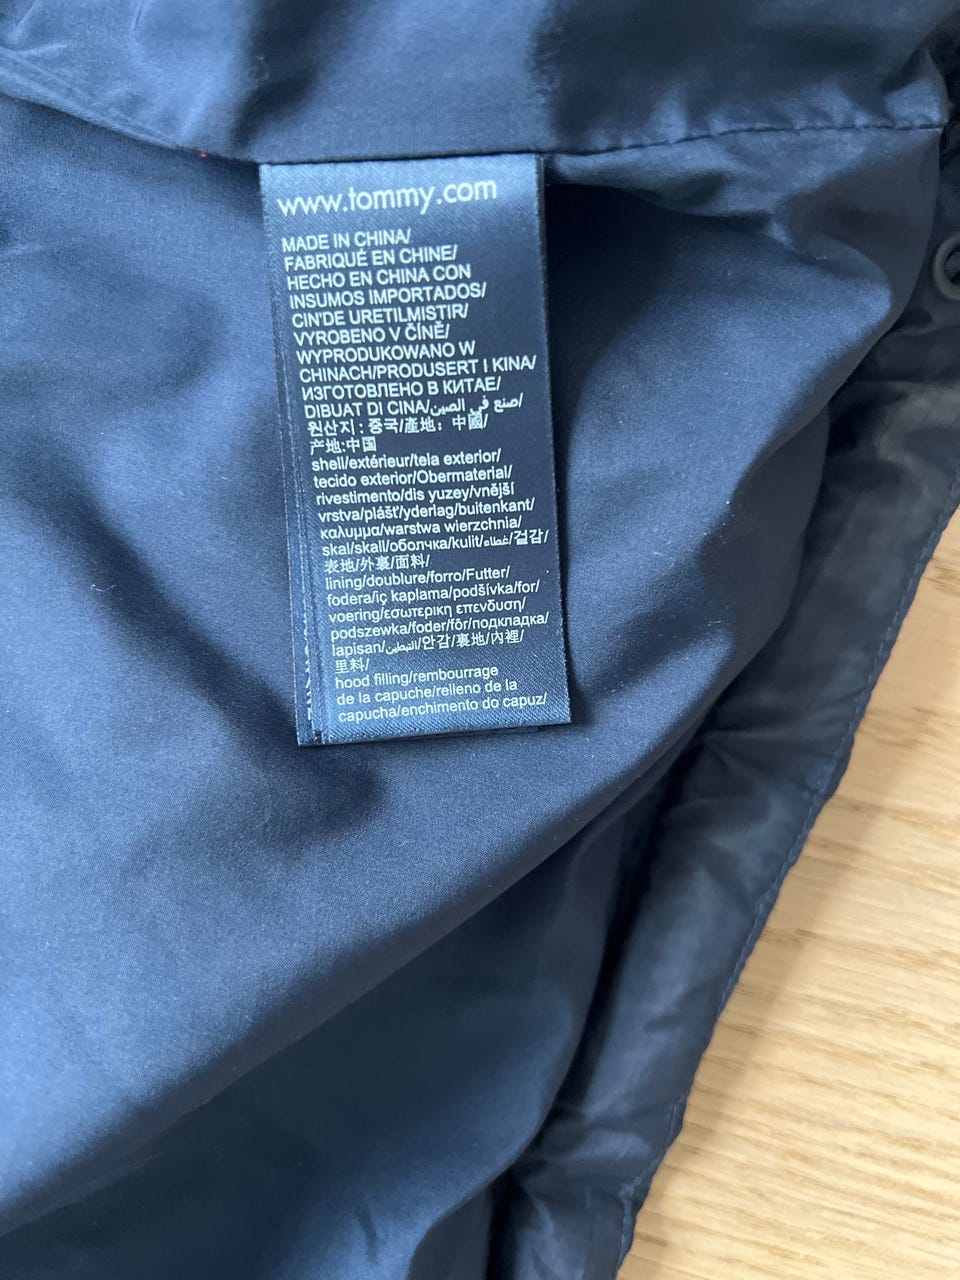 www.tommy.com
MADE IN CHINA/
FABRIQUÉ EN CHINE/
HECHO EN CHINA CON
INSUMOS IMPORTADOS/
CIN'DE URETILMISTIR/
VYROBENO V ČÍNĚ/
WYPRODUKOWANO W
CHINACH/PRODUSERT I KINA/
ИЗГОТОВЛЕНО В КИТАЕ/
DIBUAT DI CINA/صنع في الصين/
원산지 : 중국/產地：中國/
产地:中国
shell/extérieur/tela exterior/
tecido exterior/Obermaterial/
rivestimento/dis yuzey/vnější
vrstva/plášť/yderlag/buitenkant/
καλυμμα/warstwa wierzchnia/
skal/skall/оболчка/kulit/غطاء/겉감/
表地/外裏/面料/
lining/doublure/forro/Futter/
fodera/iç kaplama/podšívka/for/
voering/εσωτερικη επενδυση/
podszewka/foder/fôr/подкладка/
lapisan/التبطين/안감/裏地/內裡/
里料/
hood filling/rembourrage
de la capuche/relleno de la
capucha/enchimento do capuz/